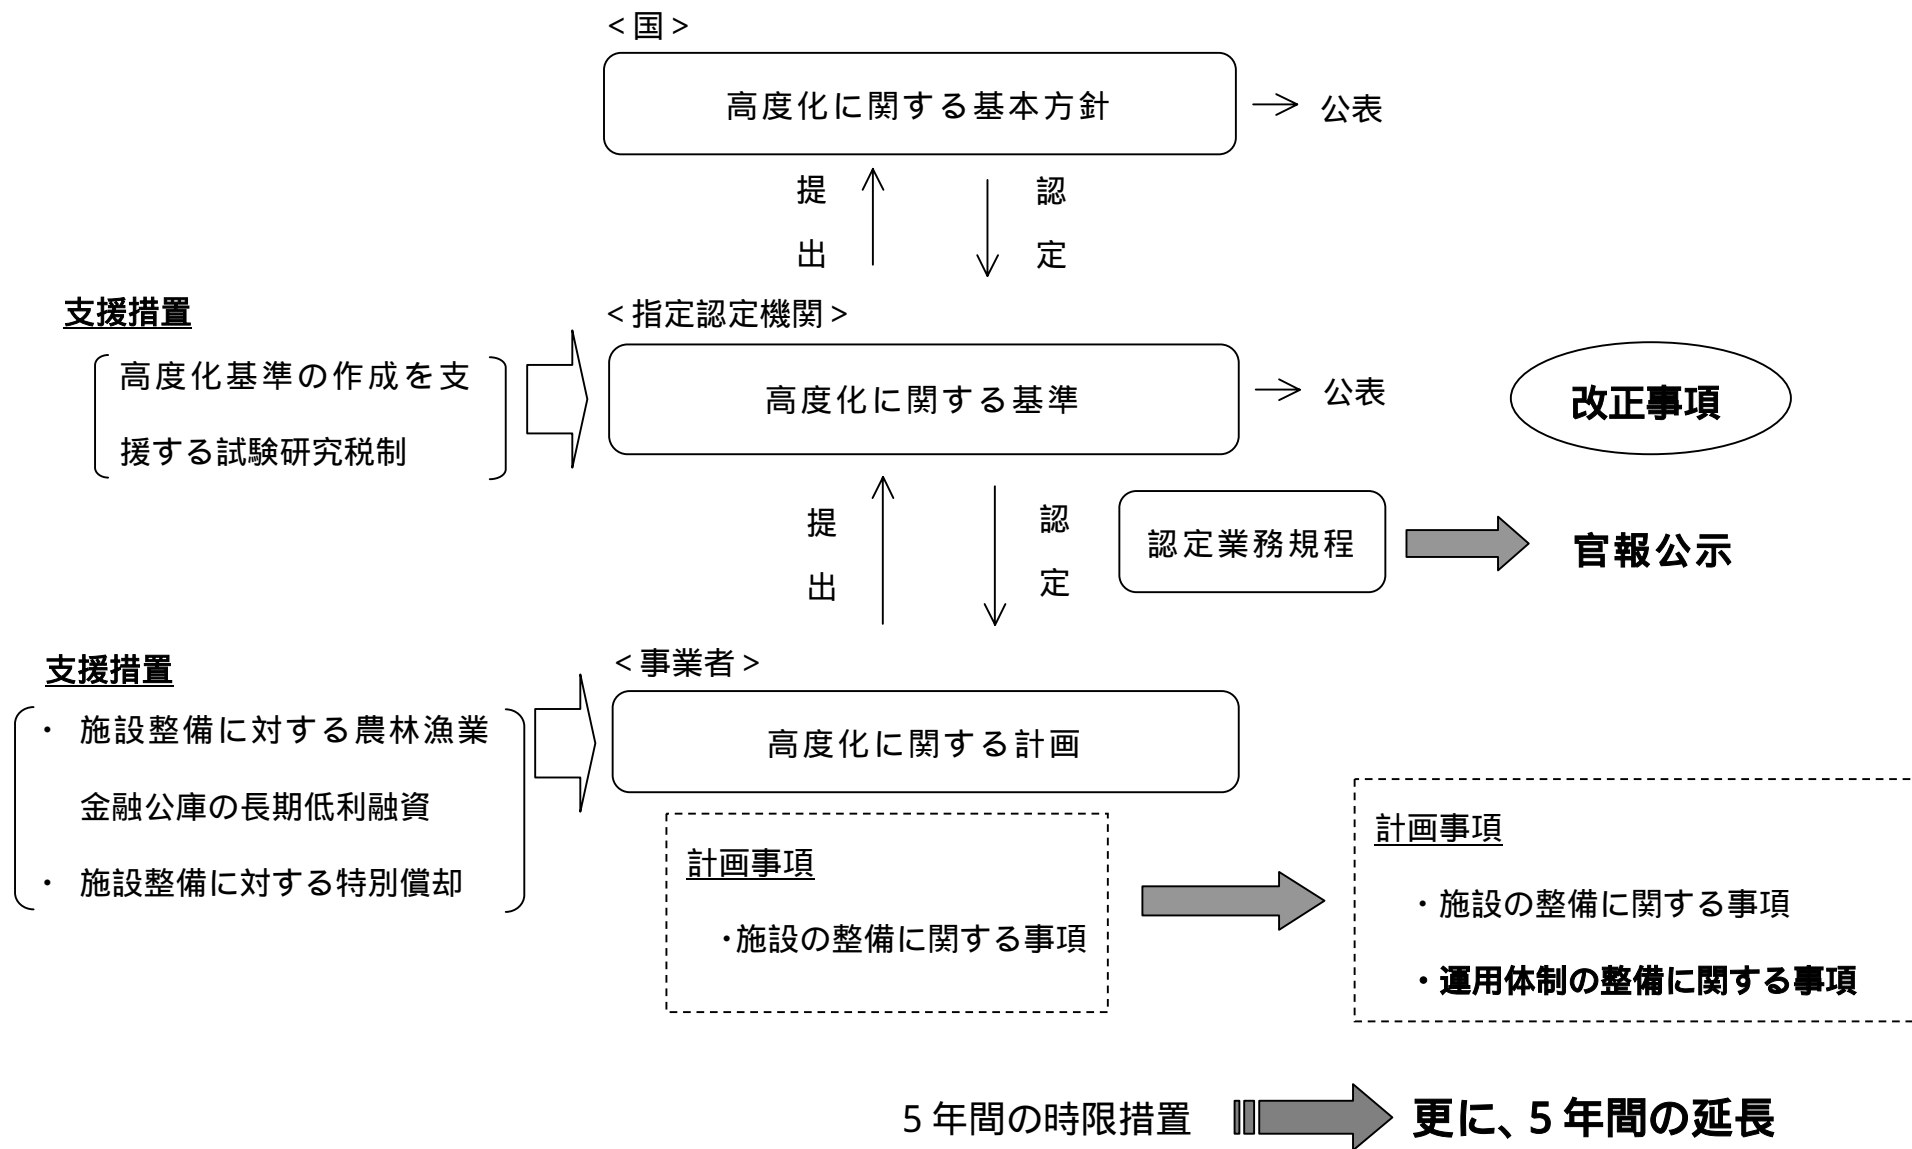 <国>
高度化に関する基本方針
公表
提出
認定
支援措置
高度化基準の作成を支
援する試験研究税制
<指定認定機関>
高度化に関する基準
公表
改正事項
提出
認定
認定業務規程
官報公示
支援措置
・ 施設整備に対する農林漁業
金融公庫の長期低利融資
・ 施設整備に対する特別償却
<事業者>
高度化に関する計画
計画事項
・施設の整備に関する事項
計画事項
・施設の整備に関する事項
・運用体制の整備に関する事項
5年間の時限措置
更に、5年間の延長